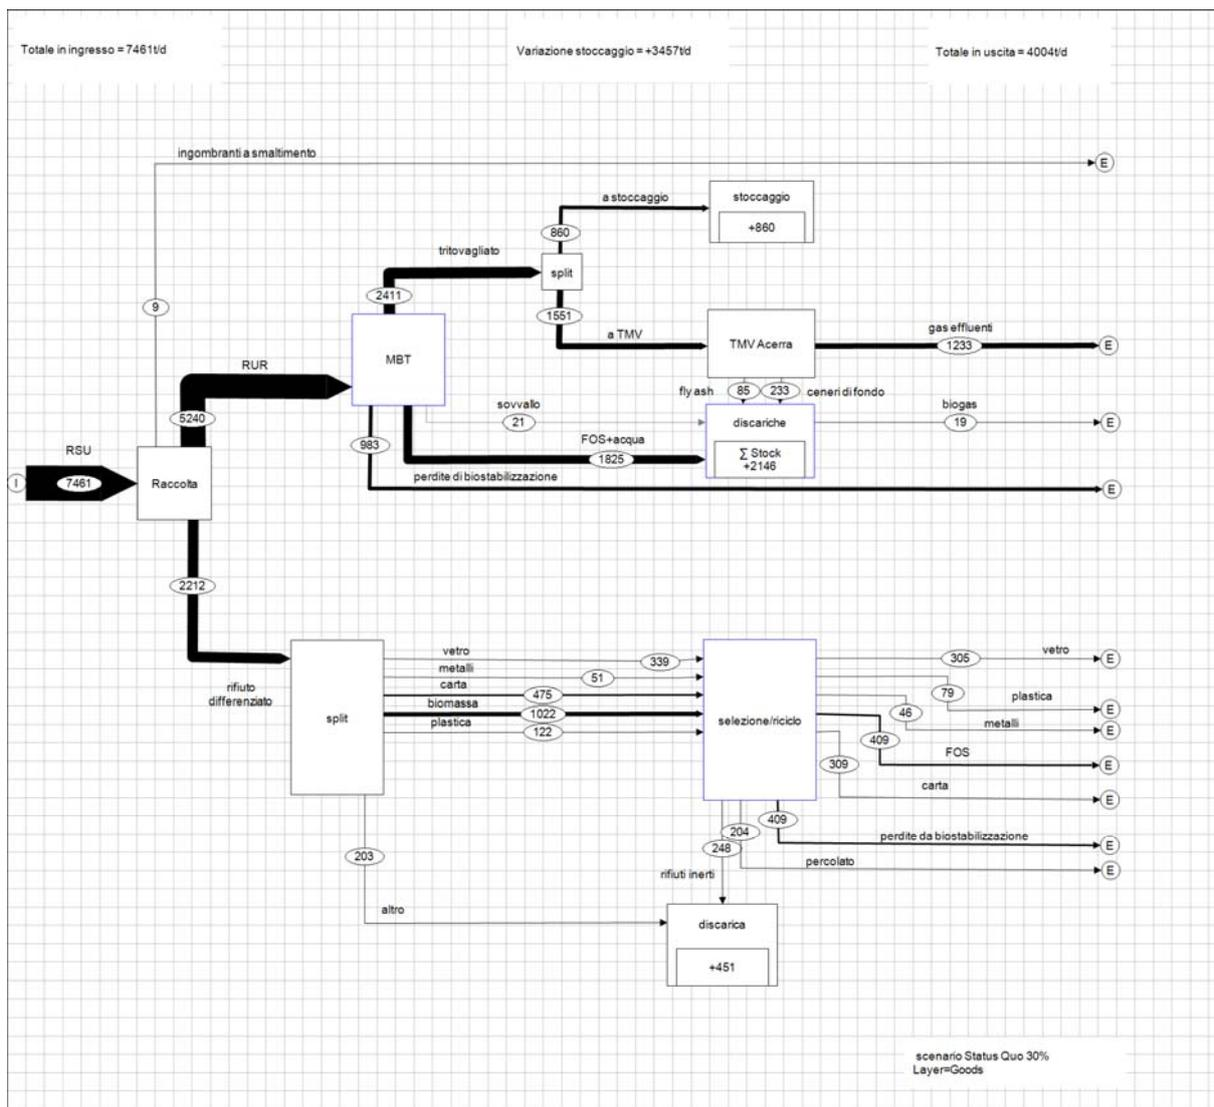 Totale in ingresso = 7461t/d
Variazione stoccaggio = +3457t/d
Totale in uscita = 4004t/d
ingombranti a smaltimento
E
a stoccaggio
stoccaggio
+860
860
tritovagliato
split
2411
9
1551
a TMV
TMV Acerra
gas effluenti
1233
E
MBT
RUR
fly ash
85
233
ceneri di fondo
5240
sovvallo
21
discariche
biogas
19
E
983
FOS+acqua
1825
∑ Stock
+2146
RSU
perdite di biostabilizzazione
E
I
7461
Raccolta
2212
vetro
339
305
vetro
E
metalli
51
79
plastica
E
rifiuto
differenziato
carta
475
46
metalli
E
split
biomassa
1022
selezione/riciclo
plastica
122
409
FOS
E
309
carta
E
409
perdite da biostabilizzazione
E
204
248
percolato
E
203
rifiuti inerti
altro
discarica
+451
scenario Status Quo 30%
Layer=Goods